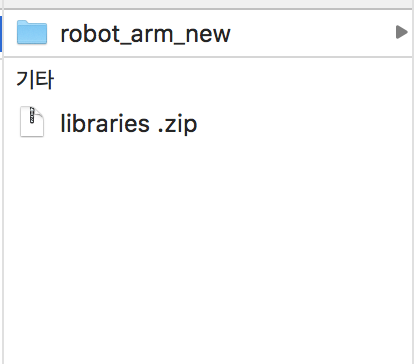 robot_arm_new
기타
libraries .zip